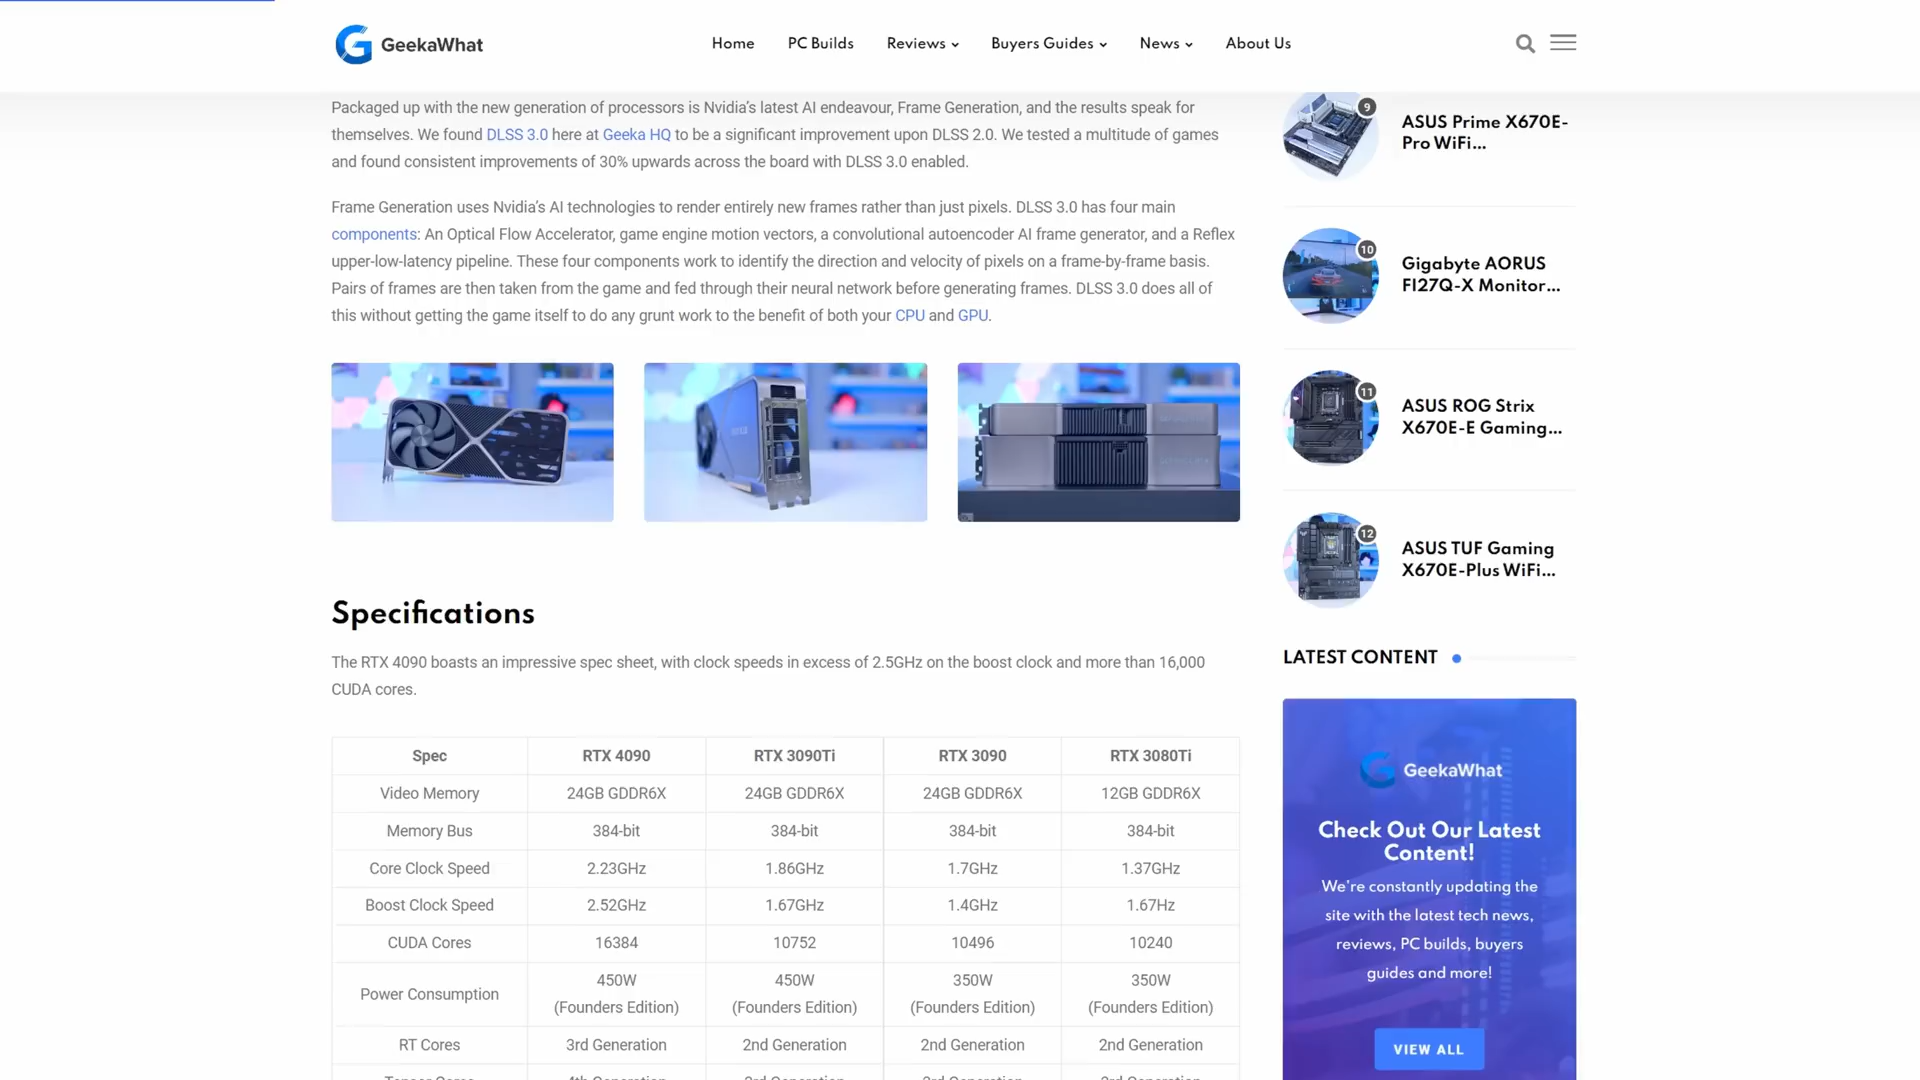 GeekaWhat
Home
PC Builds
Reviews
Buyers Guides
News
About Us
Packaged up with the new generation of processors is Nvidia's latest AI endeavour, Frame Generation, and the results speak for
themselves. We found DLSS 3.0 here at Geeka HQ to be a significant improvement upon DLSS 2.0. We tested a multitude of games
and found consistent improvements of 30% upwards across the board with DLSS 3.0 enabled.
Frame Generation uses Nvidia's AI technologies to render entirely new frames rather than just pixels. DLSS 3.0 has four main
components: An Optical Flow Accelerator, game engine motion vectors, a convolutional autoencoder AI frame generator, and a Reflex
upper-low-latency pipeline. These four components work to identify the direction and velocity of pixels on a frame-by-frame basis.
Pairs of frames are then taken from the game and fed through their neural network before generating frames. DLSS 3.0 does all of
this without getting the game itself to do any grunt work to the benefit of both your CPU and GPU.
Specifications
The RTX 4090 boasts an impressive spec sheet, with clock speeds in excess of 2.5GHz on the boost clock and more than 16,000
CUDA cores.
Spec RTX 4090 RTX 3090Ti RTX 3090 RTX 3080Ti
Video Memory 24GB GDDR6X 24GB GDDR6X 24GB GDDR6X 12GB GDDR6X
Memory Bus 384-bit 384-bit 384-bit 384-bit
Core Clock Speed 2.23GHz 1.86GHz 1.7GHz 1.37GHz
Boost Clock Speed 2.52GHz 1.67GHz 1.4GHz 1.67Hz
CUDA Cores 16384 10752 10496 10240
Power Consumption 450W (Founders Edition) 450W (Founders Edition) 350W (Founders Edition) 350W (Founders Edition)
RT Cores 3rd Generation 2nd Generation 2nd Generation 2nd Generation
9
ASUS Prime X670E-
Pro WiFi...
10
Gigabyte AORUS
FI27Q-X Monitor...
11
ASUS ROG Strix
X670E-E Gaming...
12
ASUS TUF Gaming
X670E-Plus WiFi...
LATEST CONTENT
GeekaWhat
Check Out Our Latest
Content!
We're constantly updating the
site with the latest tech news,
reviews, PC builds, buyers
guides and more!
VIEW ALL